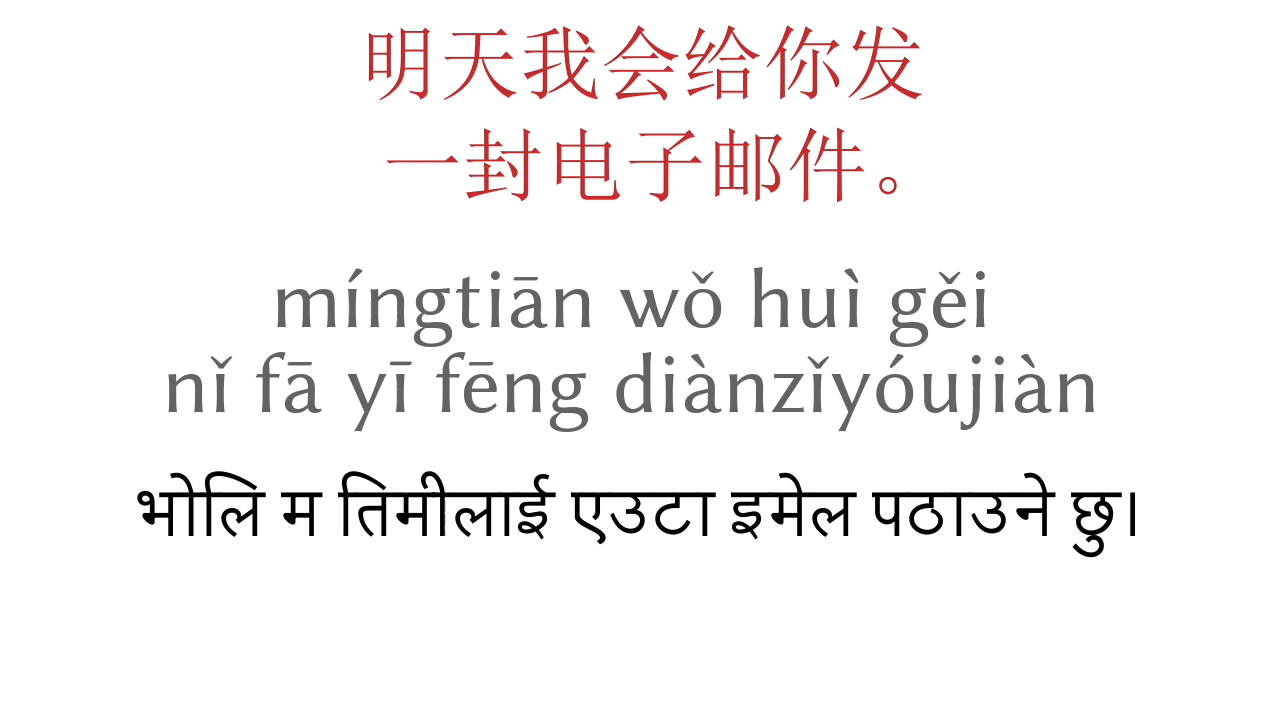 明天我会给你发
一封电子邮件。
míngtiān wǒ huì gěi
nǐ fā yī fēng diànzǐyóujiàn
भोलि म तिमीलाई एउटा इमेल पठाउने छु।